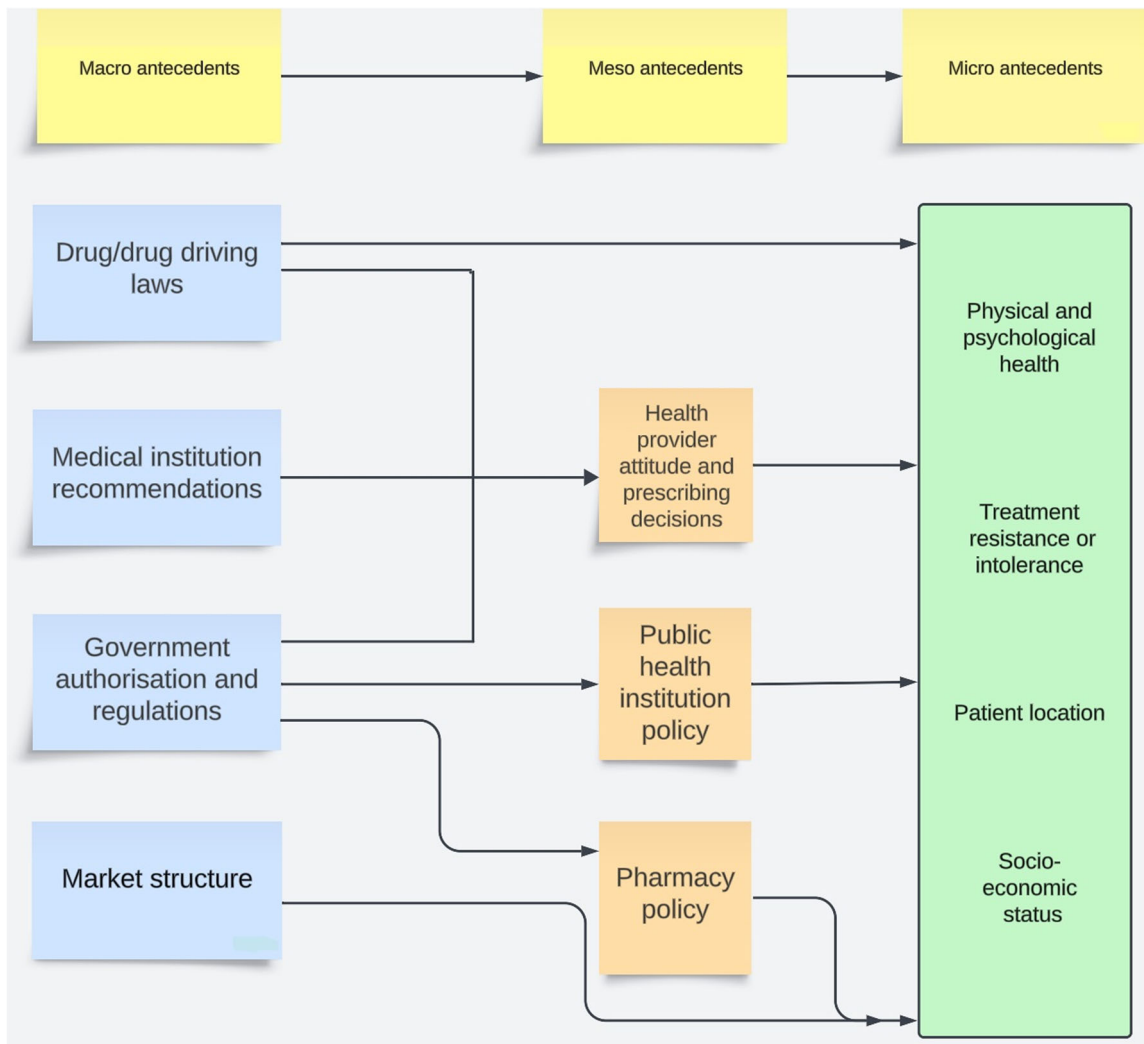 Macro antecedents
Meso antecedents
Micro antecedents
Drug/drug driving
laws
Medical institution
recommendations
Government
authorisation and
regulations
Market structure
Health
provider
attitude and
prescribing
decisions
Public
health
institution
policy
Pharmacy
policy
Physical and
psychological
health
Treatment
resistance or
intolerance
Patient location
Socio-
economic
status